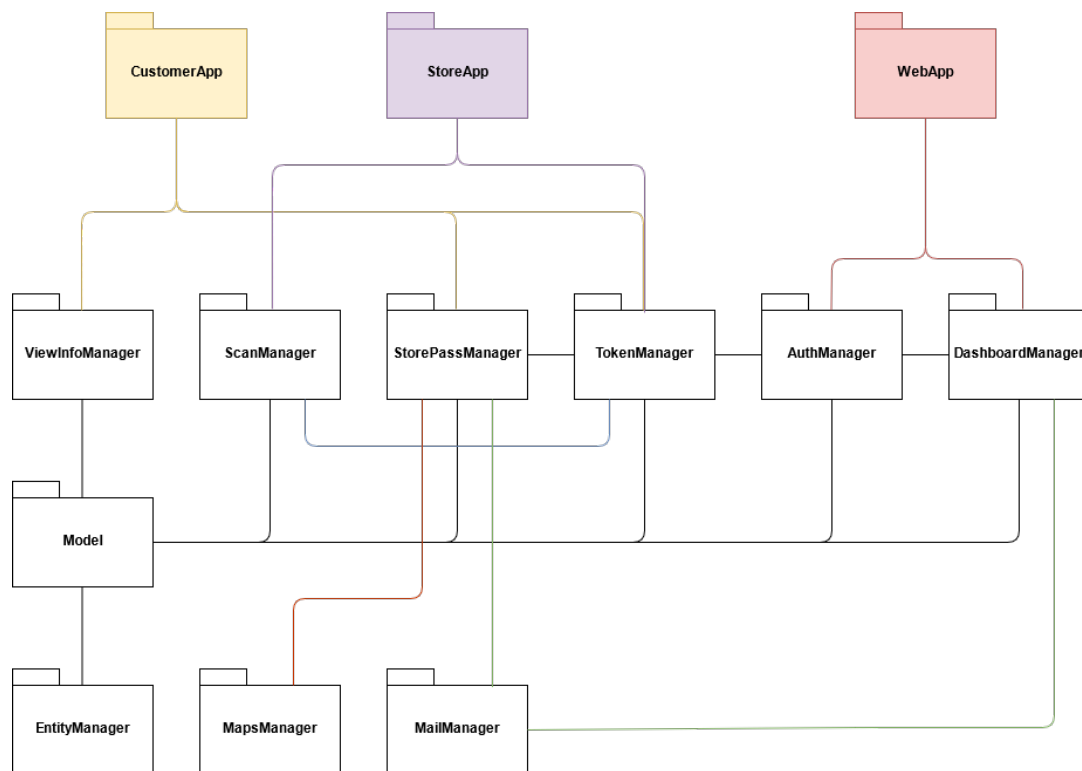 CustomerApp
StoreApp
WebApp
ViewInfoManager
ScanManager
StorePassManager
TokenManager
AuthManager
DashboardManager
Model
EntityManager
MapsManager
MailManager